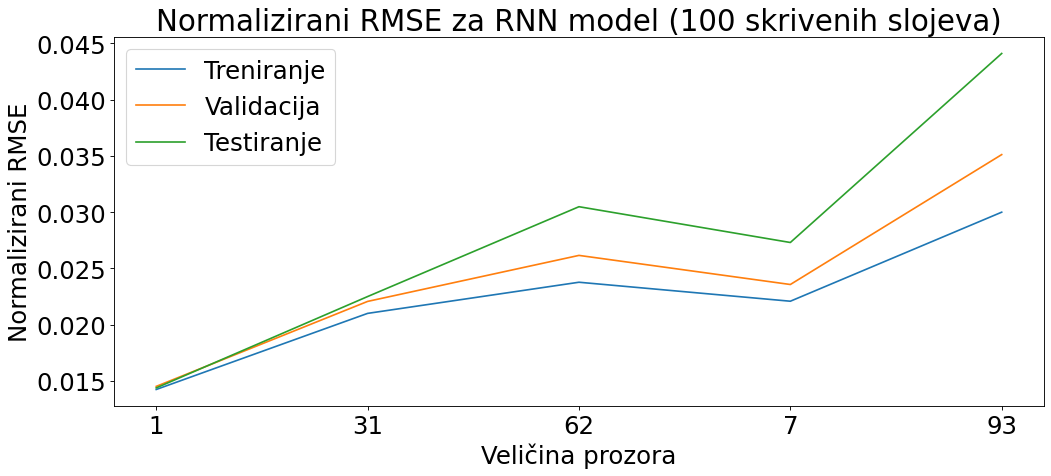 Normalizirani RMSE za RNN model (100 skrivenih slojeva)
Normalizirani RMSE
0.045
0.040
0.035
0.030
0.025
0.020
0.015
Treniranje
Validacija
Testiranje
1 31 62 7 93
Veličina prozora